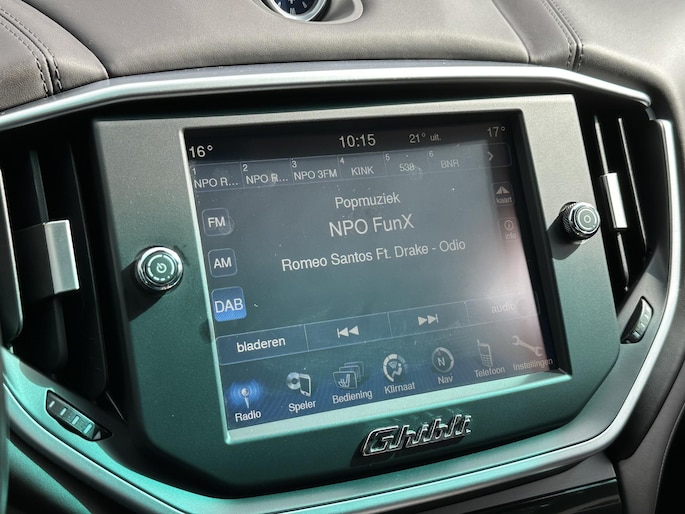 16° 10:15 21° uit. 17°
1 2 3 4 5 6
NPO R... NPO R... NPO 3FM KINK 538 BNR >
Popmuziek
NPO FunX
Romeo Santos Ft. Drake - Odio
FM
AM
DAB
kaart
info
bladeren audio
Radio Speler Bediening Klimaat Nav Telefoon Instellingen
N
Ghibli